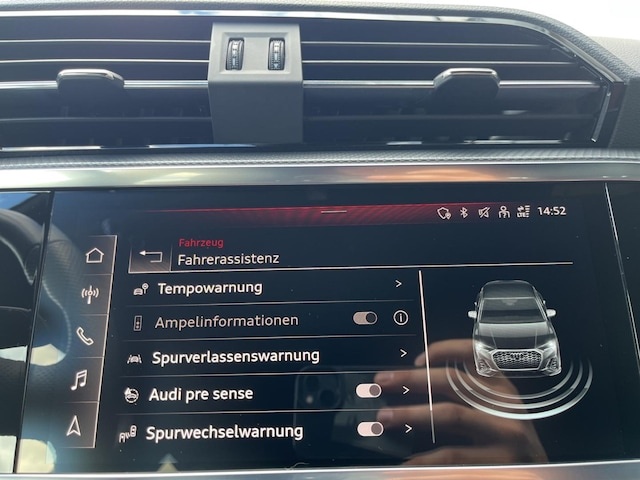 14:52
Fahrzeug
Fahrerassistenz
Tempowarnung
Ampelinformationen
Spurverlassenswarnung
Audi pre sense
Spurwechselwarnung